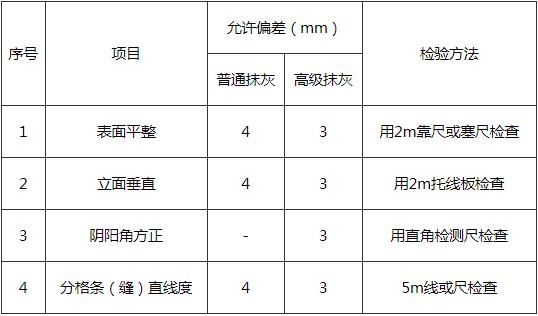 序号 项目 允许偏差（mm） 检验方法
普通抹灰 高级抹灰
1 表面平整 4 3 用2m靠尺或塞尺检查
2 立面垂直 4 3 用2m托线板检查
3 阴阳角方正 - 3 用直角检测尺检查
4 分格条（缝）直线度 4 3 5m线或尺检查